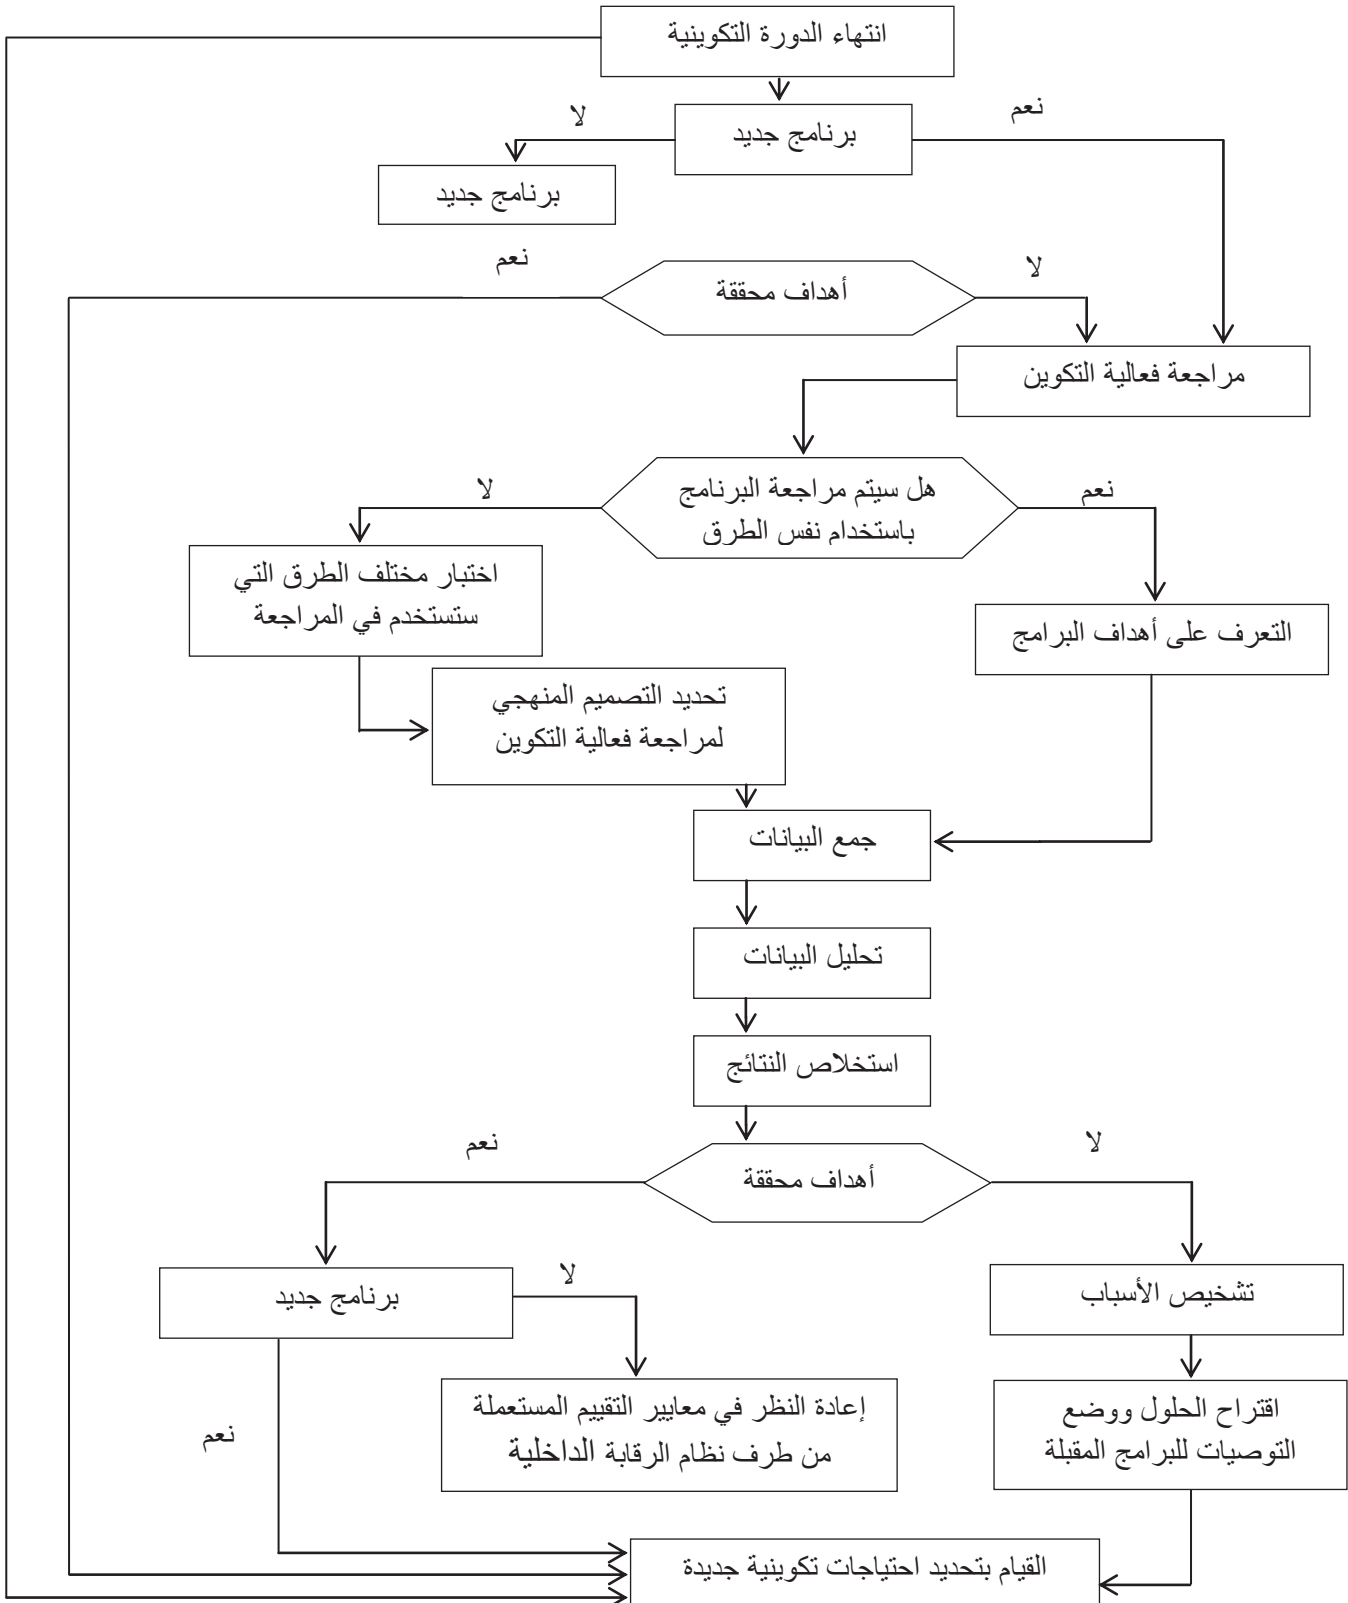 انتهاء الدورة التكوينية
نعم
لا
برنامج جديد
برنامج جديد
نعم
لا
أهداف محققة
مراجعة فعالية التكوين
هل سيتم مراجعة البرنامج
باستخدام نفس الطرق
نعم
لا
اختبار مختلف الطرق التي
ستستخدم في المراجعة
التعرف على أهداف البرامج
تحديد التصميم المنهجي
لمراجعة فعالية التكوين
جمع البيانات
تحليل البيانات
استخلاص النتائج
لا
نعم
أهداف محققة
تشخيص الأسباب
لا
برنامج جديد
اقتراح الحلول ووضع
التوصيات للبرامج المقبلة
إعادة النظر في معايير التقييم المستعملة
من طرف نظام الرقابة الداخلية
نعم
القيام بتحديد احتياجات تكوينية جديدة